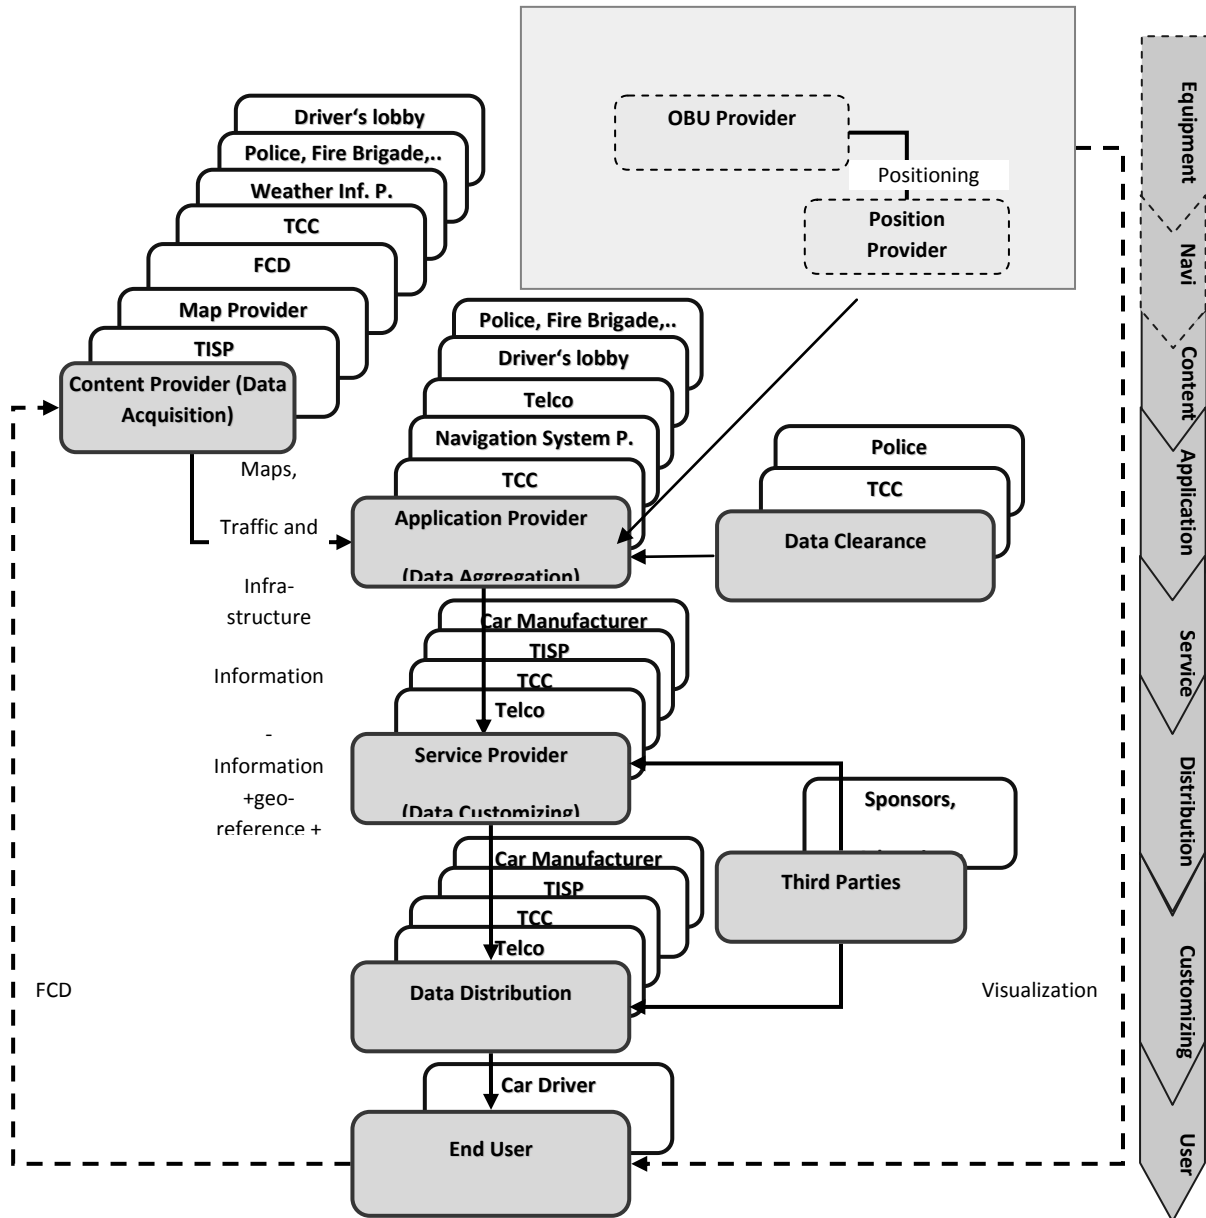 OBU Provider
Positioning
Position
Provider
Driver‘s lobby
Police, Fire Brigade,..
Weather Inf. P.
TCC
FCD
Map Provider
TISP
Content Provider (Data
Acquisition)
Maps,
Traffic and
Infra-
structure
Information
-
Information
+geo-
reference +
Police, Fire Brigade,..
Driver‘s lobby
Telco
Navigation System P.
TCC
Application Provider
(Data Aggregation)
Police
TCC
Data Clearance
Car Manufacturer
TISP
TCC
Telco
Service Provider
(Data Customizing)
Sponsors,
Third Parties
Car Manufacturer
TISP
TCC
Telco
Data Distribution
FCD
Visualization
Car Driver
End User
Equipment
Navi
Content
Application
Service
Distribution
Customizing
User